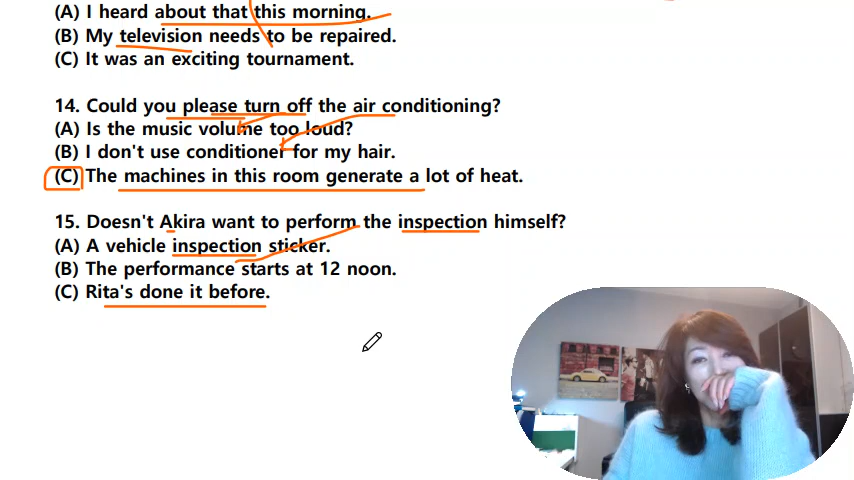 (A) I heard about that this morning.
(B) My television needs to be repaired.
(C) It was an exciting tournament.
14. Could you please turn off the air conditioning?
(A) Is the music volume too loud?
(B) I don't use conditioner for my hair.
(C) The machines in this room generate a lot of heat.
15. Doesn't Akira want to perform the inspection himself?
(A) A vehicle inspection sticker.
(B) The performance starts at 12 noon.
(C) Rita's done it before.